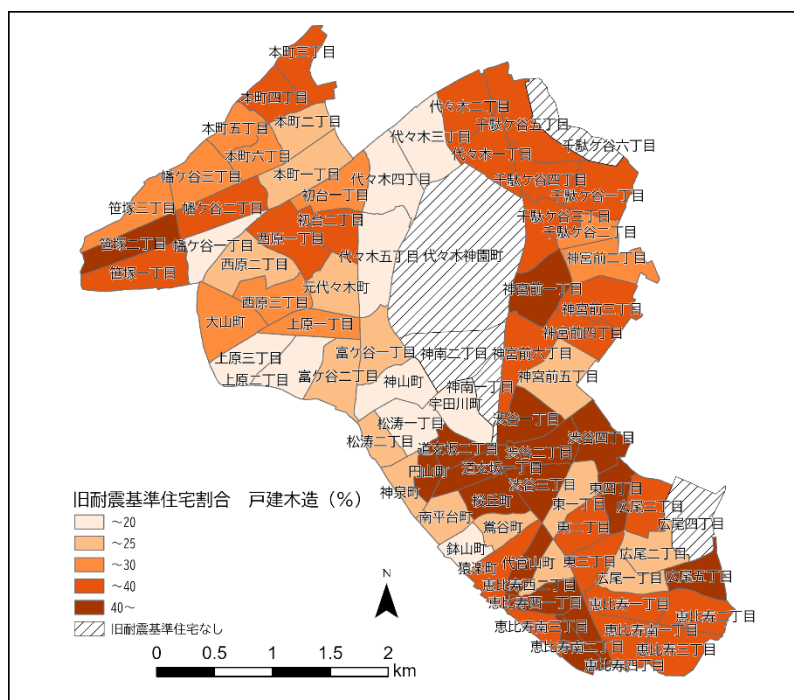 本町三丁目
本町四丁目
本町五丁目
本町二丁目
本町六丁目
幡ケ谷三丁目
本町一丁目
笹塚三丁目
幡ケ谷二丁目
初台一丁目
初台二丁目
笹塚二丁目
幡ケ谷一丁目
西原一丁目
笹塚一丁目
西原二丁目
元代々木町
西原三丁目
大山町
上原一丁目
上原三丁目
上原二丁目
富ケ谷一丁目
富ケ谷二丁目
代々木二丁目
代々木三丁目
代々木一丁目
代々木四丁目
代々木五丁目
代々木神園町
千駄ケ谷五丁目
千駄ケ谷六丁目
千駄ケ谷四丁目
千駄ケ谷一丁目
千駄ケ谷三丁目
千駄ケ谷二丁目
神宮前二丁目
神宮前一丁目
神宮前三丁目
神宮前四丁目
神宮前六丁目
神宮前五丁目
神南二丁目
神南一丁目
神山町
宇田川町
松涛一丁目
松涛二丁目
渋谷一丁目
渋谷四丁目
道玄坂二丁目
渋谷二丁目
円山町
道玄坂一丁目
渋谷三丁目
神泉町
桜丘町
東四丁目
東一丁目
広尾三丁目
南平台町
鶯谷町
東二丁目
広尾四丁目
鉢山町
代官山町
東三丁目
広尾二丁目
猿楽町
広尾一丁目
広尾五丁目
恵比寿西二丁目
恵比寿西一丁目
恵比寿一丁目
恵比寿二丁目
恵比寿南三丁目
恵比寿南一丁目
恵比寿南二丁目
恵比寿三丁目
恵比寿四丁目
旧耐震基準住宅割合　戸建木造（%）
～20
～25
～30
～40
40～
旧耐震基準住宅なし
N
0 0.5 1 2
km